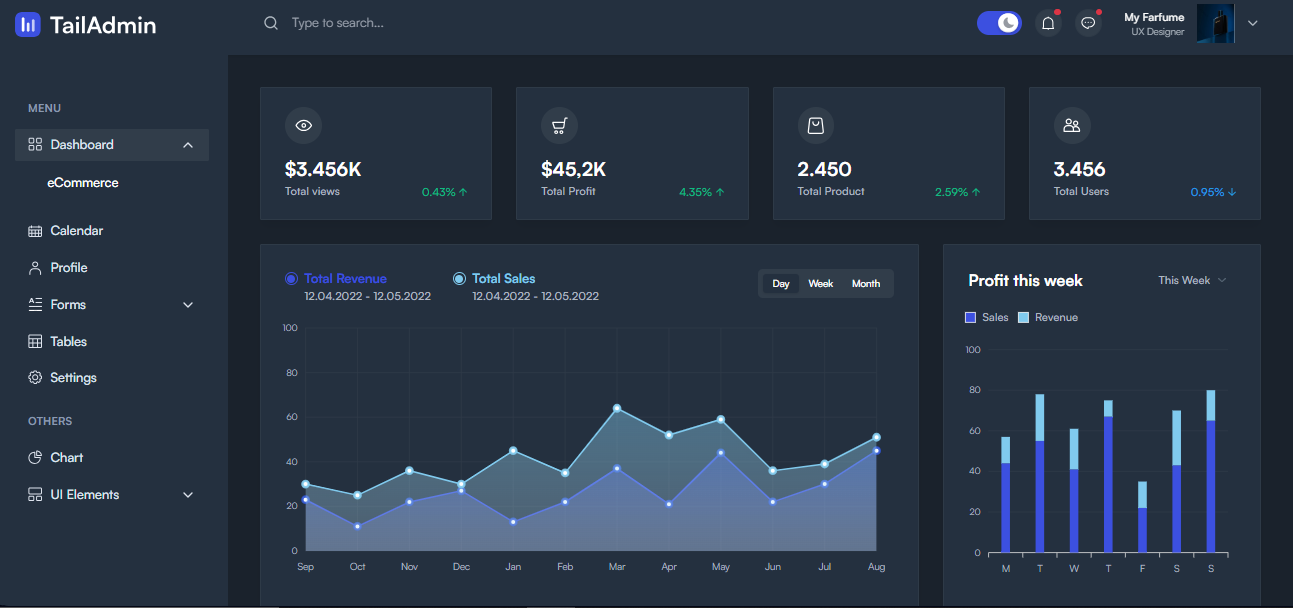 TailAdmin
Type to search...
My Farfume
UX Designer
MENU
Dashboard
eCommerce
Calendar
Profile
Forms
Tables
Settings
OTHERS
Chart
UI Elements
$3.456K
Total views
0.43%
$45,2K
Total Profit
4.35%
2.450
Total Product
2.59%
3.456
Total Users
0.95%
Total Revenue
12.04.2022 - 12.05.2022
Total Sales
12.04.2022 - 12.05.2022
Day Week Month
100
80
60
40
20
0
Sep Oct Nov Dec Jan Feb Mar Apr May Jun Jul Aug
Profit this week
This Week
Sales Revenue
100
80
60
40
20
0
M T W T F S S